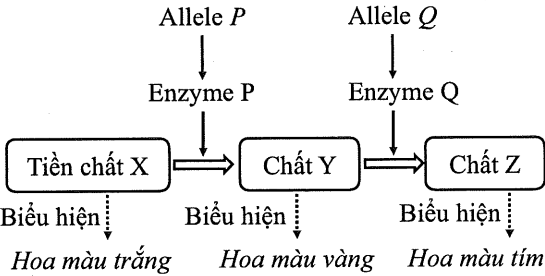 Allele P Allele Q
Enzyme P Enzyme Q
Tiền chất X Chất Y Chất Z
Biểu hiện Biểu hiện Biểu hiện
Hoa màu trắng Hoa màu vàng Hoa màu tím